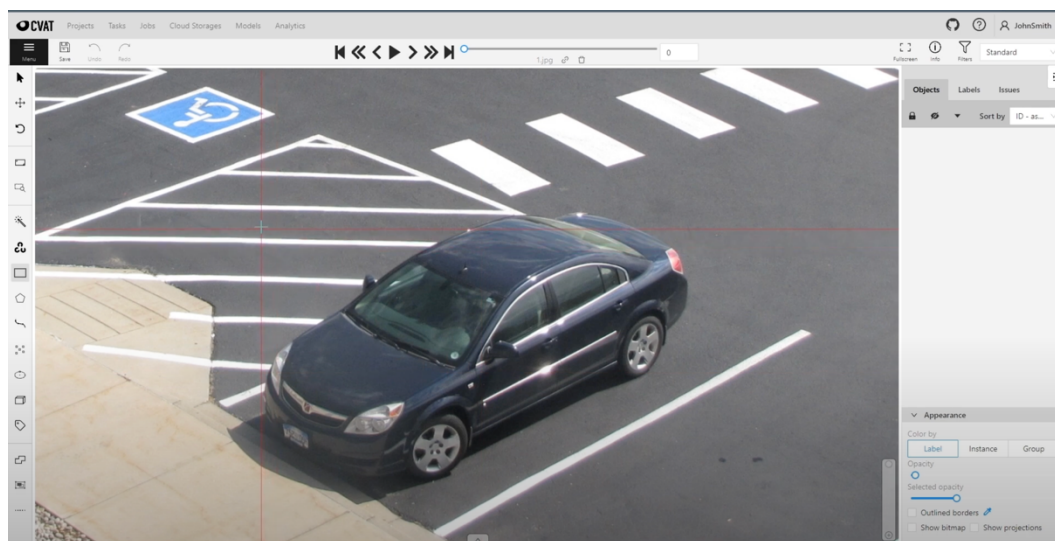 CVAT Projects Tasks Jobs Cloud Storages Models Analytics JohnSmith
Menu Save Undo Redo 1.jpg 0 Fullscreen Info Filters Standard
Objects Labels Issues
Sort by ID - as...
Appearance
Color by
Label Instance Group
Opacity
Selected opacity
Outlined borders
Show bitmap Show projections